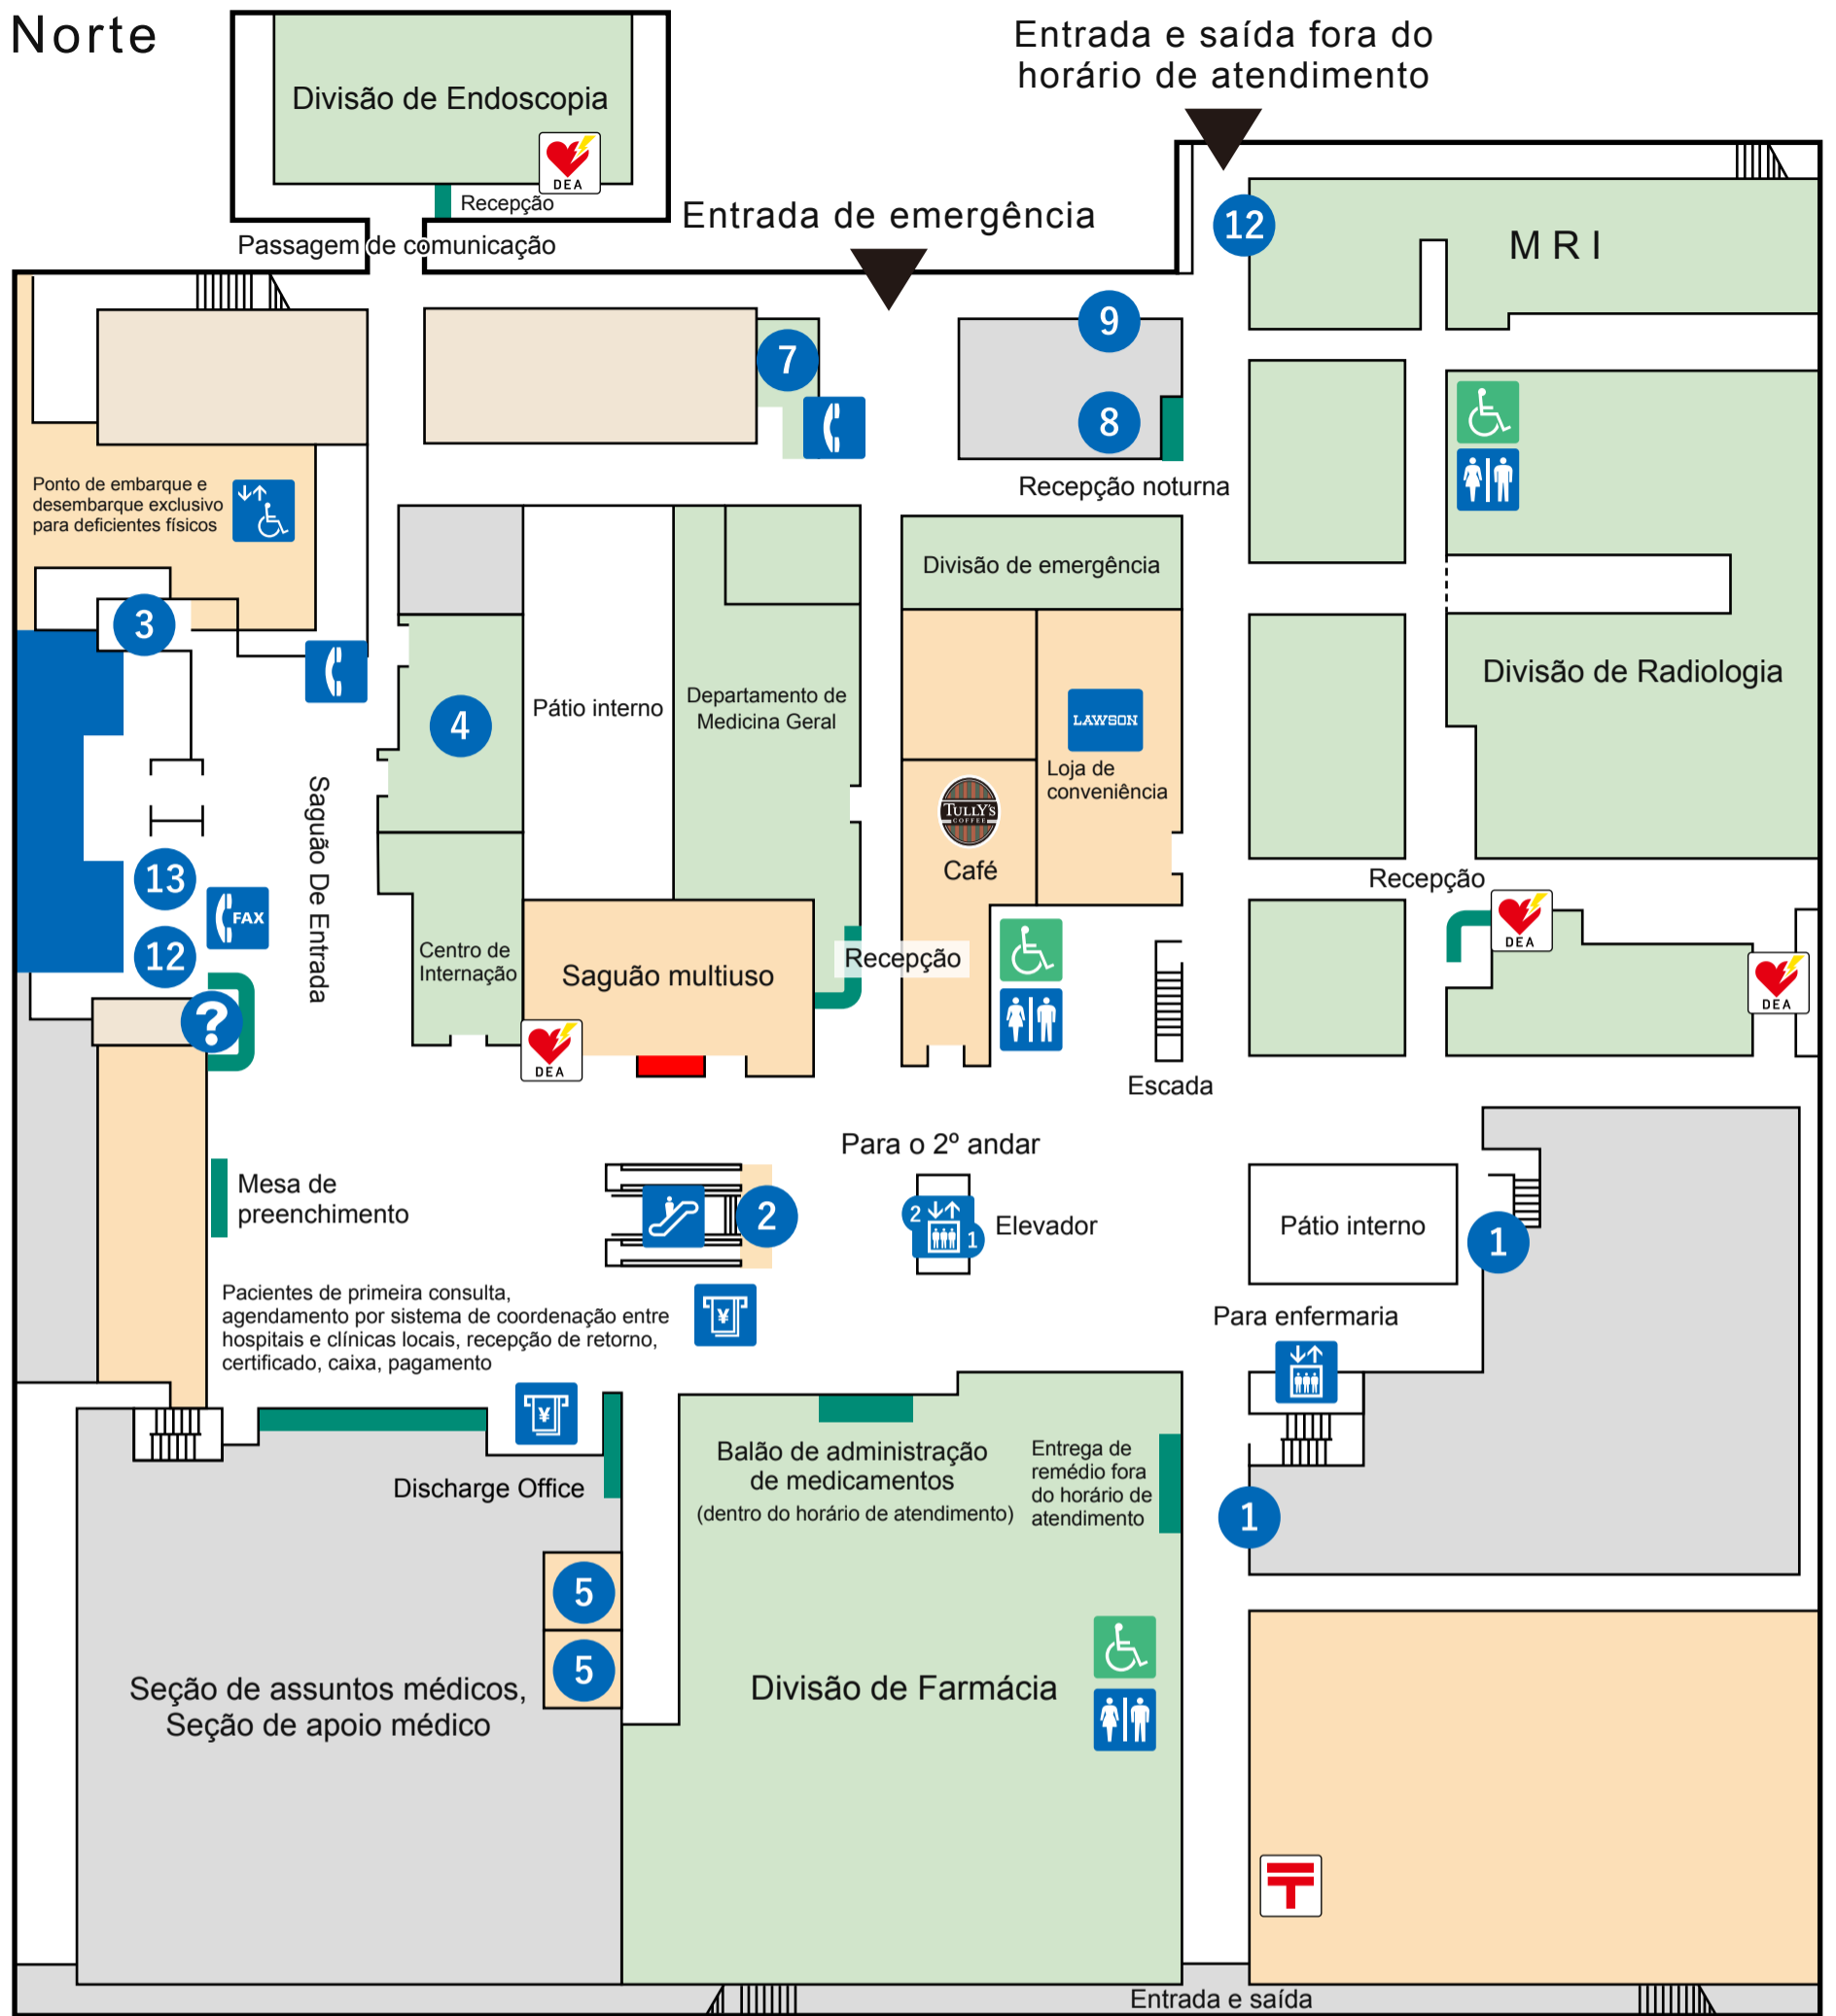 Norte
Entrada e saída fora do
horário de atendimento
Divisão de Endoscopia
DEA
Recepção
Passagem de comunicação
Entrada de emergência
12
MRI
9
7
8
Recepção noturna
Ponto de embarque e
desembarque exclusivo
para deficientes físicos
Divisão de emergência
3
4
Pátio interno
Departamento de
Medicina Geral
LAWSON
Loja de
conveniência
Divisão de Radiologia
TULLY'S
COFFEE
Café
Saguão De Entrada
13
FAX
12
?
Centro de
Internação
Saguão multiuso
Recepção
DEA
Recepção
DEA
DEA
Escada
Para o 2º andar
Mesa de
preenchimento
2
2
1
Elevador
Pátio interno
1
Pacientes de primeira consulta,
agendamento por sistema de coordenação entre
hospitais e clínicas locais, recepção de retorno,
certificado, caixa, pagamento
¥
Para enfermaria
¥
Discharge Office
Balão de administração
de medicamentos
(dentro do horário de atendimento)
Entrega de
remédio fora
do horário de
atendimento
1
5
5
Seção de assuntos médicos,
Seção de apoio médico
Divisão de Farmácia
〒
Entrada e saída